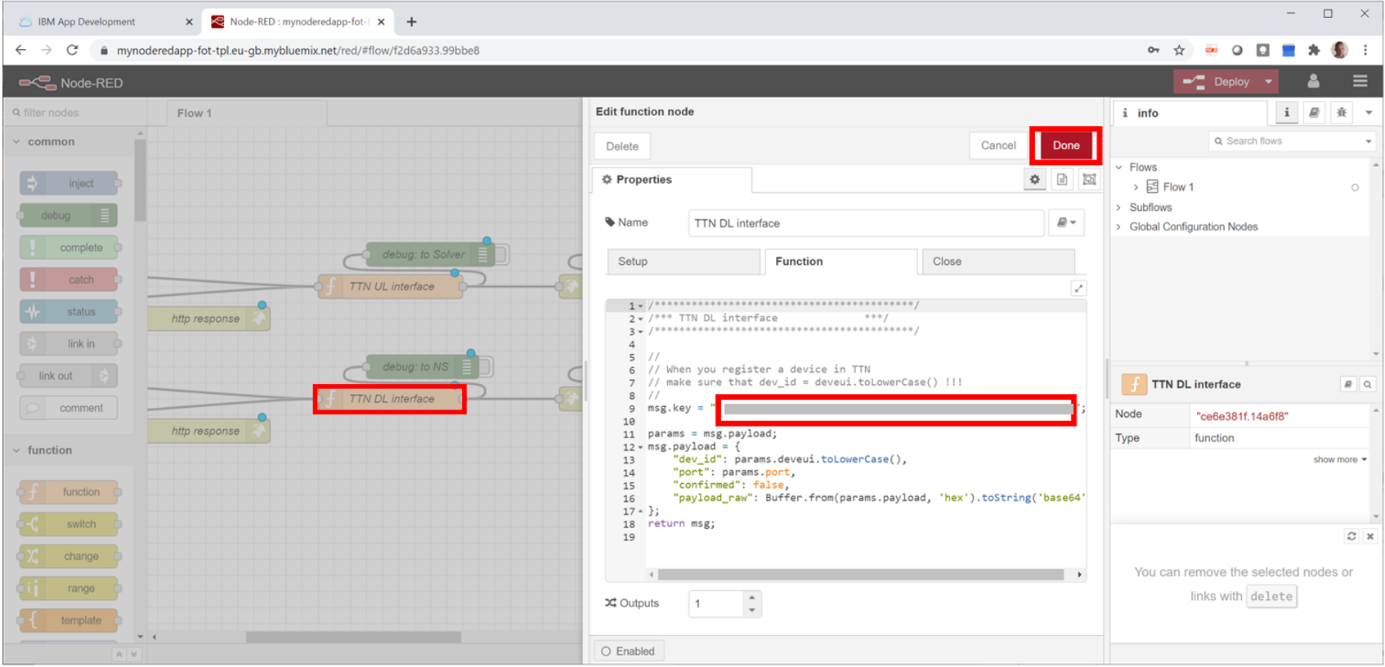 IBM App Development
Node-RED : mynoderedapp-fot-t
mynoderedapp-fot-tpl.eu-gb.mybluemix.net/red/#flow/f2d6a933.99bbe8
Node-RED
Deploy
filter nodes
common
inject
debug
complete
catch
status
link in
link out
comment
function
function
switch
change
range
template
Flow 1
debug: to Solver
TTN UL interface
http response
debug: to NS
TTN DL interface
http response
Edit function node
Delete
Cancel
Done
Properties
Name
TTN DL interface
Setup
Function
Close
1 /******************************************/
2 /*** TTN DL interface ***/
3 /******************************************/
4
5 //
6 // When you register a device in TTN
7 // make sure that dev_id = deveui.toLowerCase() !!!
8 //
9 msg.key = " ";
10
11 params = msg.payload;
12 msg.payload = {
13 "dev_id": params.deveui.toLowerCase(),
14 "port": params.port,
15 "confirmed": false,
16 "payload_raw": Buffer.from(params.payload, 'hex').toString('base64'
17 };
18 return msg;
19
Outputs
1
Enabled
i info
i
Search flows
Flows
Flow 1
Subflows
Global Configuration Nodes
TTN DL interface
Node "ce6e381f.14a6f8"
Type function
show more
You can remove the selected nodes or
links with delete